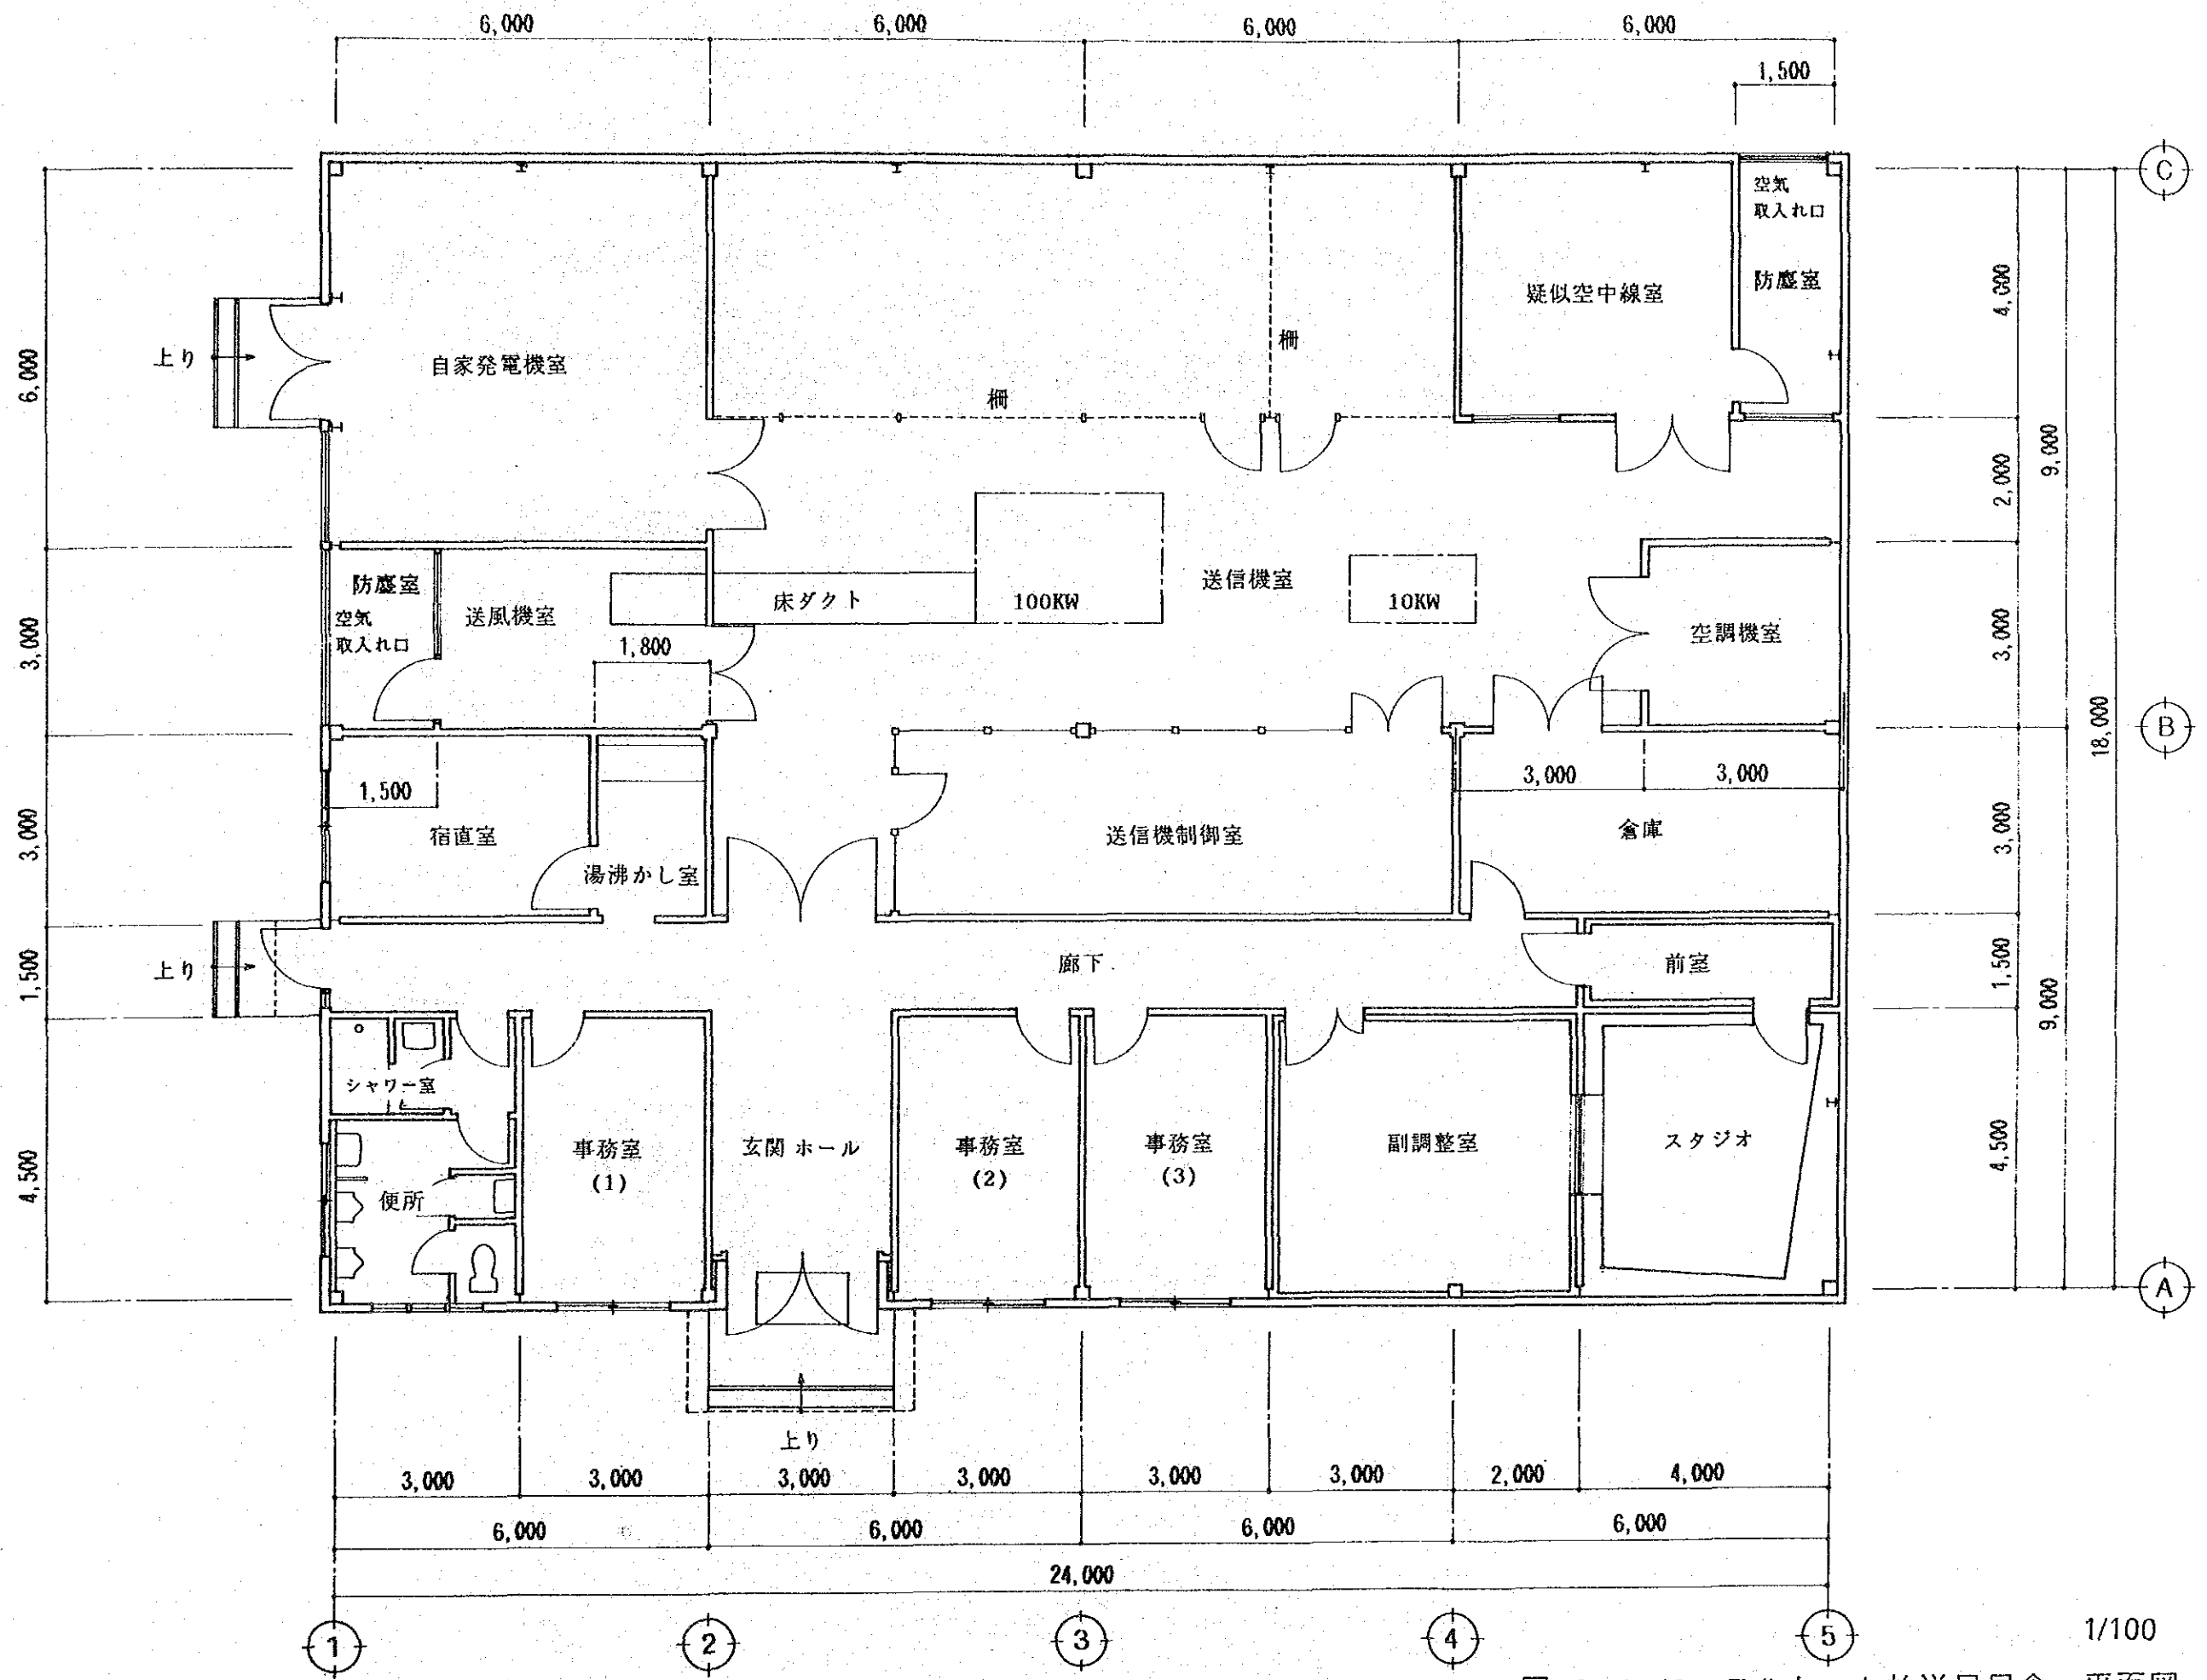 6,000
6,000
6,000
6,000
1,500
C
空気
取入れ口
防塵室
疑似空中線室
4,000
柵
柵
上り
自家発電機室
6,000
9,000
2,000
防塵室
空気
取入れ口
送風機室
床ダクト
100KW
送信機室
10KW
空調機室
3,000
3,000
1,800
18,000
B
3,000
3,000
1,500
宿直室
湯沸かし室
送信機制御室
倉庫
3,000
3,000
上り
廊下
前室
1,500
1,500
9,000
シャワー室
便所
事務室
(1)
玄関 ホール
事務室
(2)
事務室
(3)
副調整室
スタジオ
4,500
4,500
A
上り
3,000
3,000
3,000
3,000
3,000
3,000
2,000
4,000
6,000
6,000
6,000
6,000
24,000
1
2
3
4
5
1/100